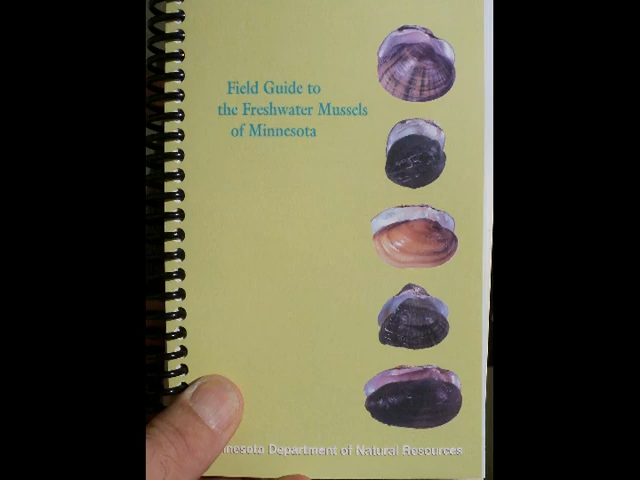 Field Guide to
the Freshwater Mussels
of Minnesota
nnesota Department of Natural Resources